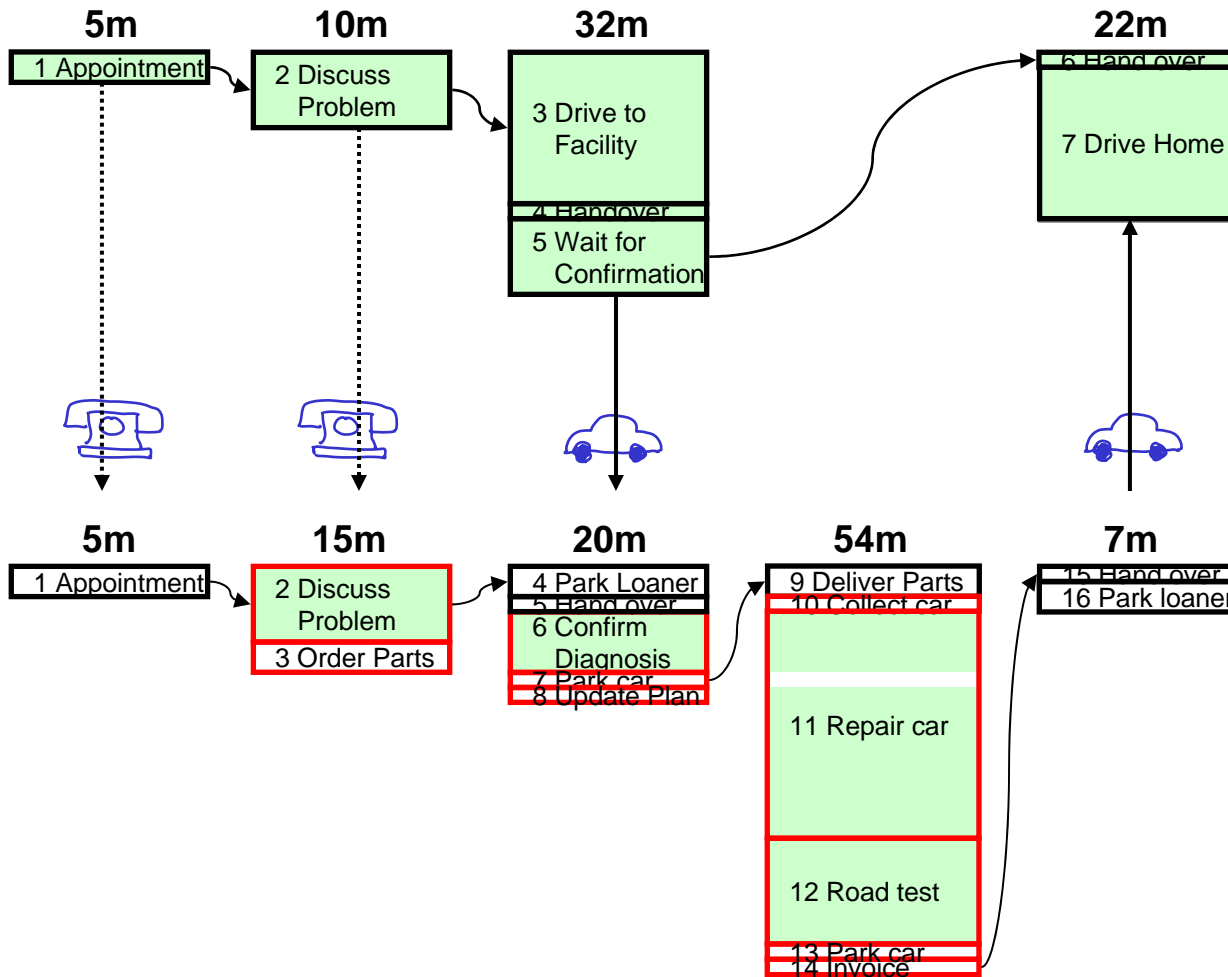 5m
10m
32m
22m
1 Appointment
2 Discuss
Problem
3 Drive to
Facility
4 Handover
5 Wait for
Confirmation
6 Hand over
7 Drive Home
5m
15m
20m
54m
7m
1 Appointment
2 Discuss
Problem
3 Order Parts
4 Park Loaner
5 Hand over
6 Confirm
Diagnosis
7 Park car
8 Update Plan
9 Deliver Parts
10 Collect car
11 Repair car
12 Road test
13 Park car
14 Invoice
15 Hand over
16 Park loaner